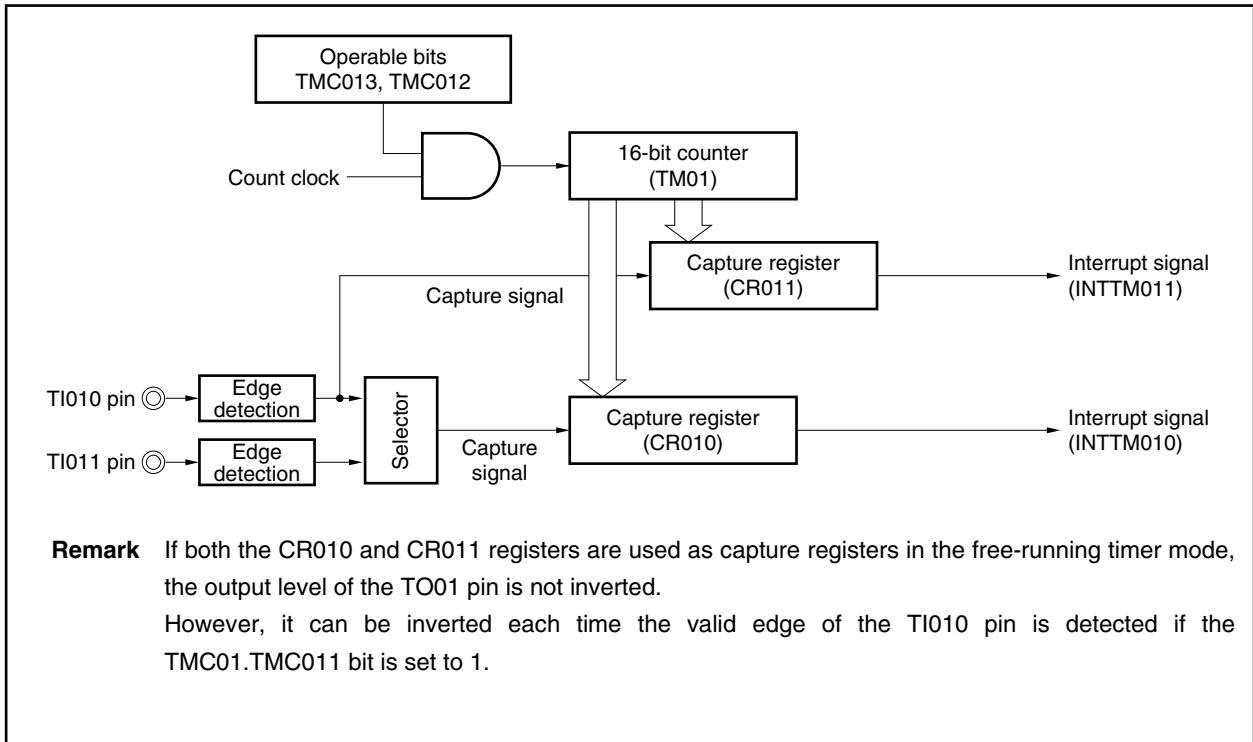 Operable bits
TMC013, TMC012
Count clock
16-bit counter
(TM01)
Capture register
(CR011)
Interrupt signal
(INTTM011)
Capture signal
TI010 pin
Edge
detection
TI011 pin
Edge
detection
Selector
Capture
signal
Capture register
(CR010)
Interrupt signal
(INTTM010)
Remark If both the CR010 and CR011 registers are used as capture registers in the free-running timer mode,
the output level of the TO01 pin is not inverted.
However, it can be inverted each time the valid edge of the TI010 pin is detected if the
TMC01.TMC011 bit is set to 1.